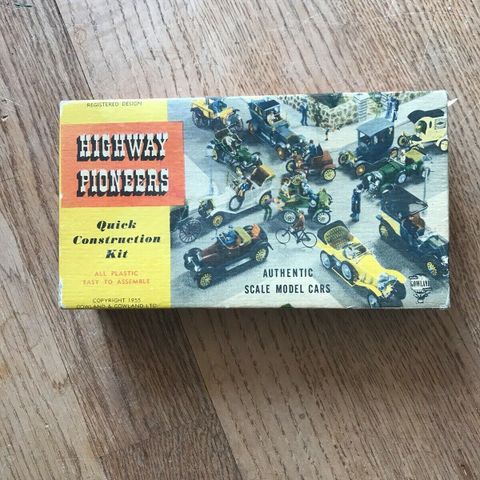 REGISTERED DESIGN
HIGHWAY
PIONEERS
Quick
Construction
Kit
ALL PLASTIC
EASY TO ASSEMBLE
COPYRIGHT 1955
GOWLAND & GOWLAND LTD.
AUTHENTIC
SCALE MODEL CARS
GOWLAND